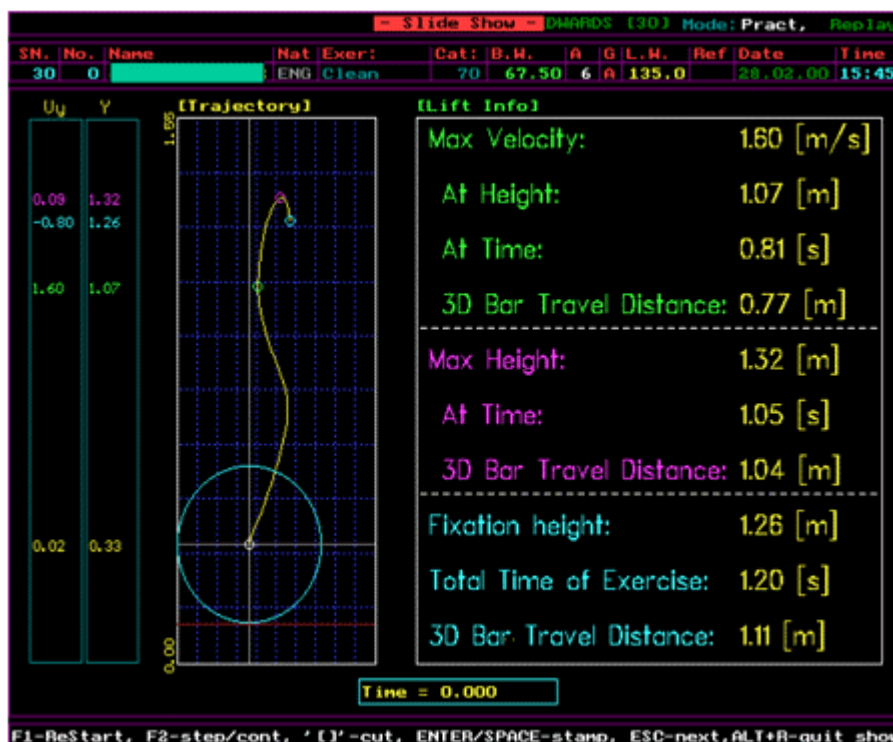 - Slide Show - DWARDS [30] Mode: Pract, Replay
SN. No. Name Nat Exer: Cat: B.W. A G L.W. Ref Date Time
30 0 ENG Clean 70 67.50 6 A 135.0 28.02.00 15:45
Uy Y [Trajectory] [Lift Info]
1.55
Max Velocity: 1.60 [m/s]
0.09 1.32 At Height: 1.07 [m]
-0.80 1.26
At Time: 0.81 [s]
1.60 1.07 3D Bar Travel Distance: 0.77 [m]
Max Height: 1.32 [m]
At Time: 1.05 [s]
3D Bar Travel Distance: 1.04 [m]
Fixation height: 1.26 [m]
0.02 0.33
Total Time of Exercise: 1.20 [s]
3D Bar Travel Distance: 1.11 [m]
0.00
Time = 0.000
F1-ReStart, F2-step/cont, '[]'-cut, ENTER/SPACE-stamp, ESC-next,ALT+R-quit show